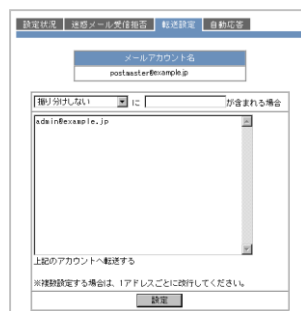 設定状況 迷惑メール受信拒否 転送設定 自動応答
メールアカウント名
postmaster@example.jp
振り分けしない に が含まれる場合
admin@example.jp
上記のアカウントへ転送する
※複数設定する場合は、1アドレスごとに改行してください。
設定